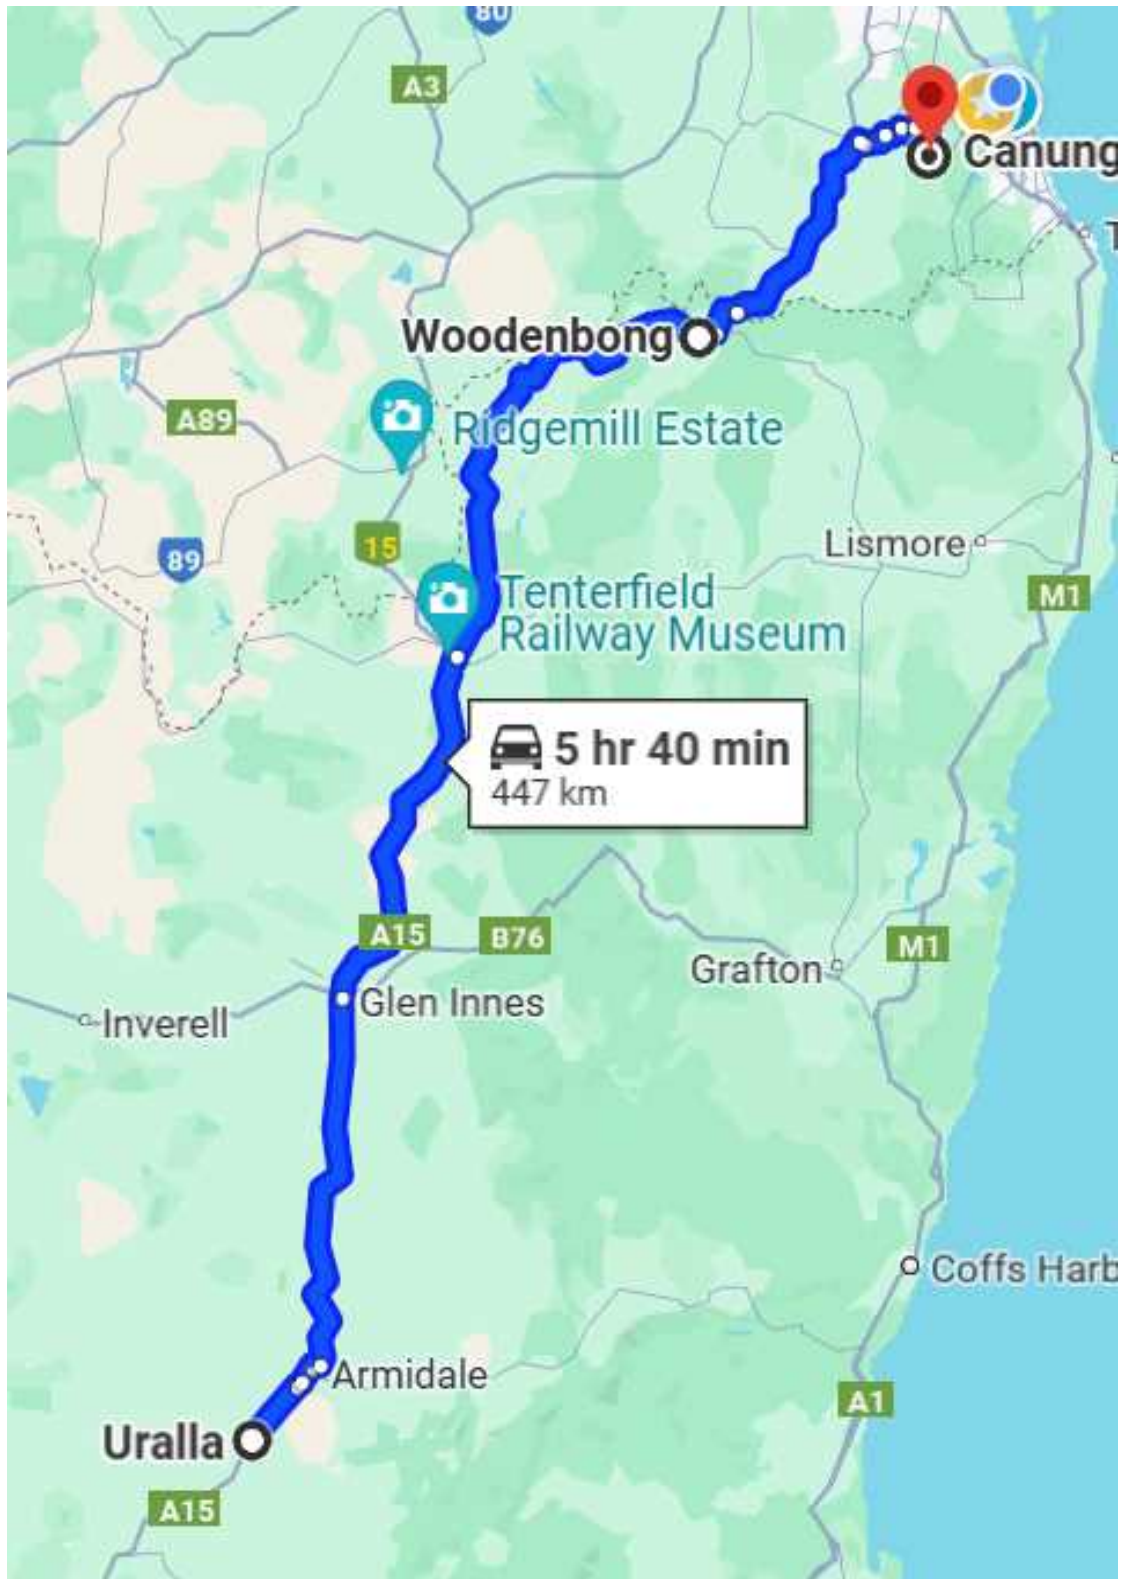 80
A3
Canung
T
Woodenbong
A89
Ridgemill Estate
15
89
Lismore
M1
Tenterfield
Railway Museum
5 hr 40 min
447 km
A15
B76
M1
Grafton
Glen Innes
Inverell
Coffs Harb
Armidale
A1
Uralla
A15